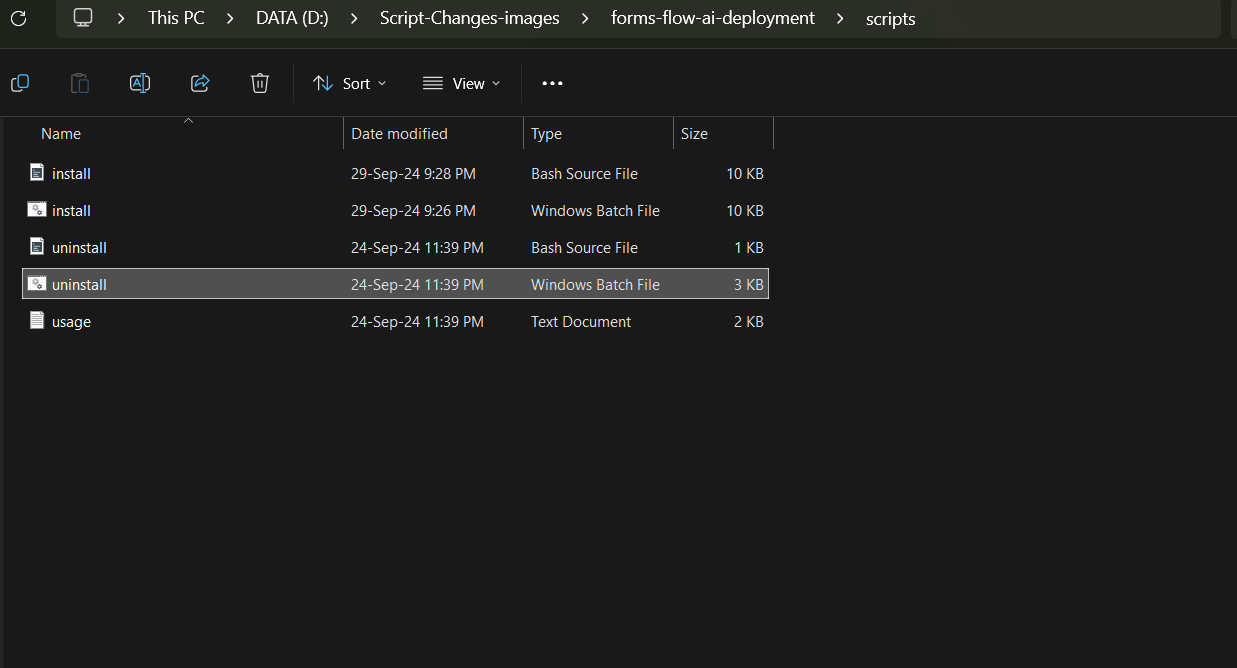 This PC > DATA (D:) > Script-Changes-images > forms-flow-ai-deployment > scripts
Sort View
Name Date modified Type Size
install 29-Sep-24 9:28 PM Bash Source File 10 KB
install 29-Sep-24 9:26 PM Windows Batch File 10 KB
uninstall 24-Sep-24 11:39 PM Bash Source File 1 KB
uninstall 24-Sep-24 11:39 PM Windows Batch File 3 KB
usage 24-Sep-24 11:39 PM Text Document 2 KB